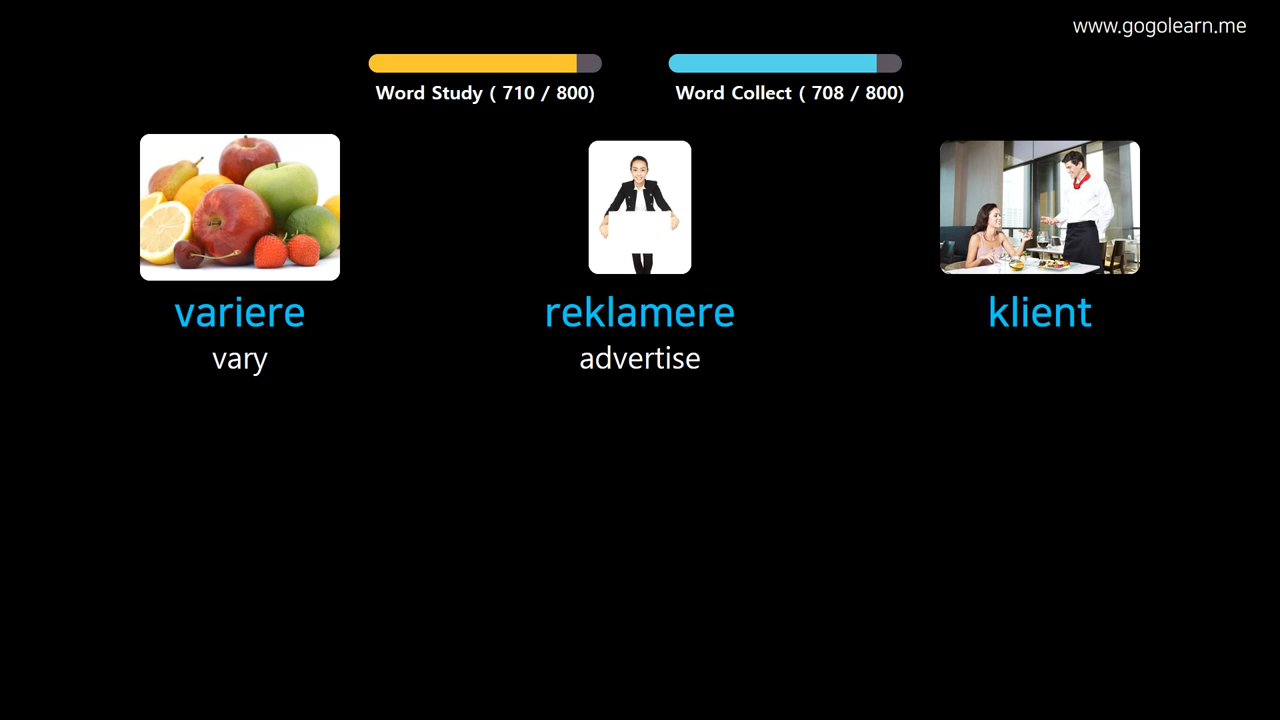 www.gogolearn.me
Word Study ( 710 / 800)
Word Collect ( 708 / 800)
variere
vary
reklamere
advertise
klient